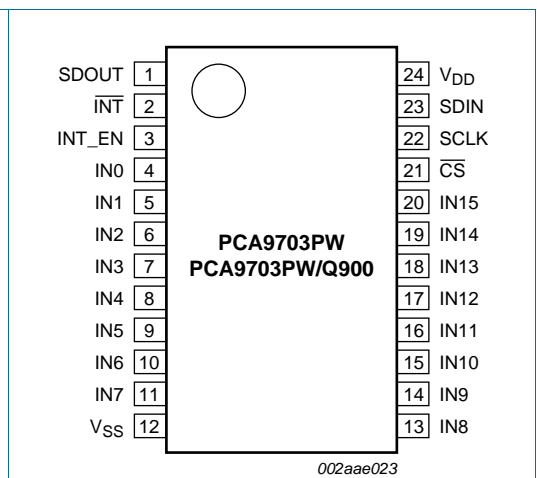 SDOUT 1
INT 2
INT_EN 3
IN0 4
IN1 5
IN2 6
IN3 7
IN4 8
IN5 9
IN6 10
IN7 11
VSS 12
PCA9703PW
PCA9703PW/Q900
24 VDD
23 SDIN
22 SCLK
21 CS
20 IN15
19 IN14
18 IN13
17 IN12
16 IN11
15 IN10
14 IN9
13 IN8
002aae023